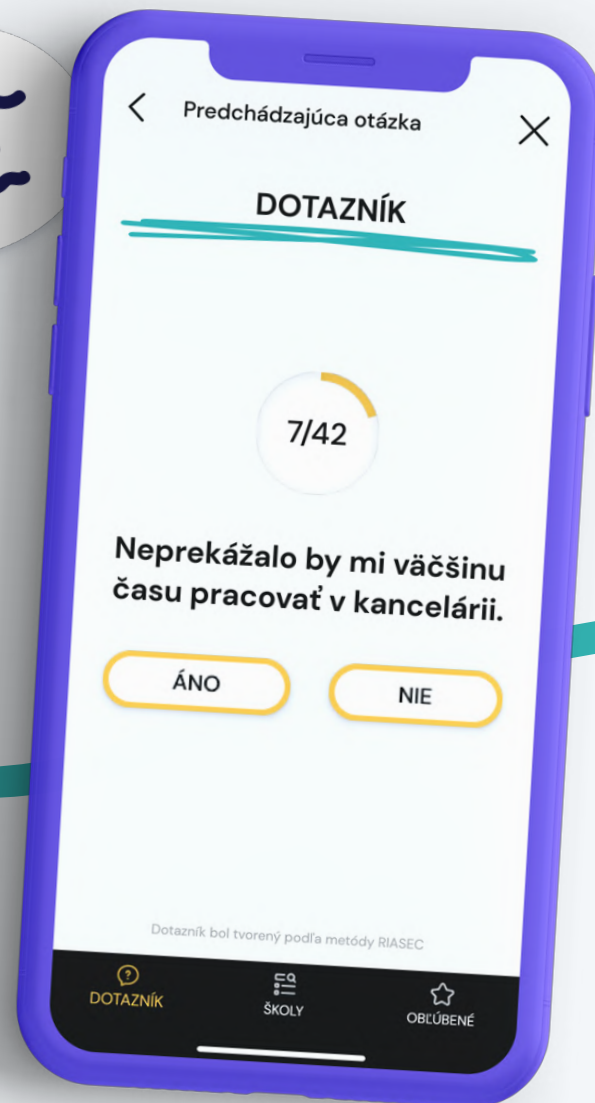 Predchádzajúca otázka
DOTAZNÍK
7/42
Neprekážalo by mi väčšinu
času pracovať v kancelárii.
ÁNO
NIE
Dotazník bol tvorený podľa metódy RIASEC
DOTAZNÍK
ŠKOLY
OBĽÚBENÉ